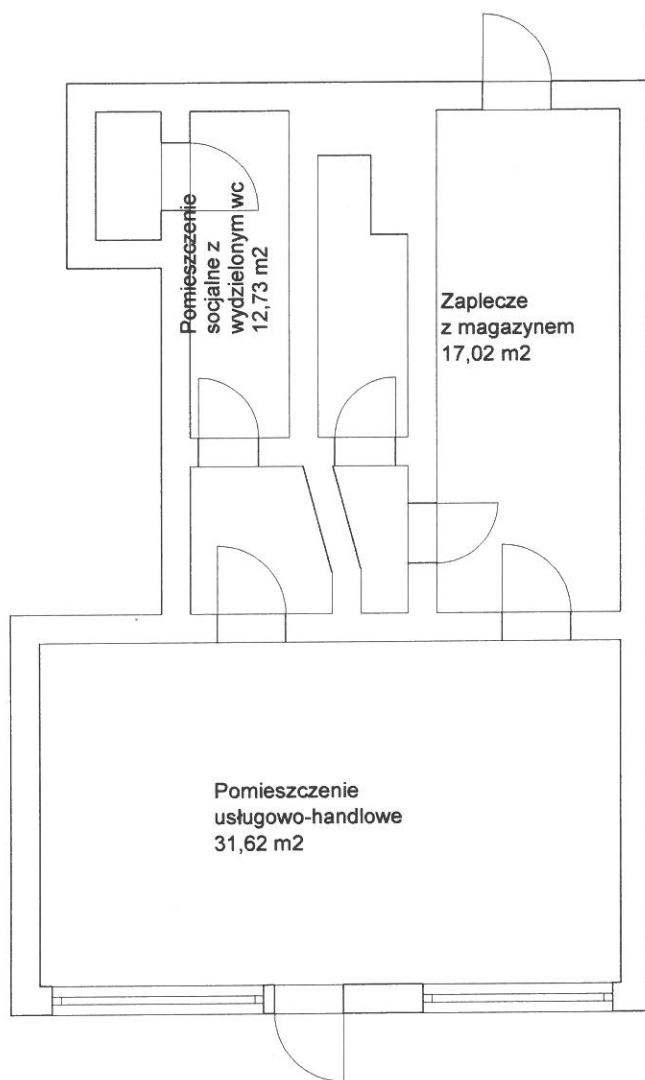 Pomieszczenie
socjalne z
wydzielonym wc
12,73 m2
Zaplecze
z magazynem
17,02 m2
Pomieszczenie
usługowo-handlowe
31,62 m2